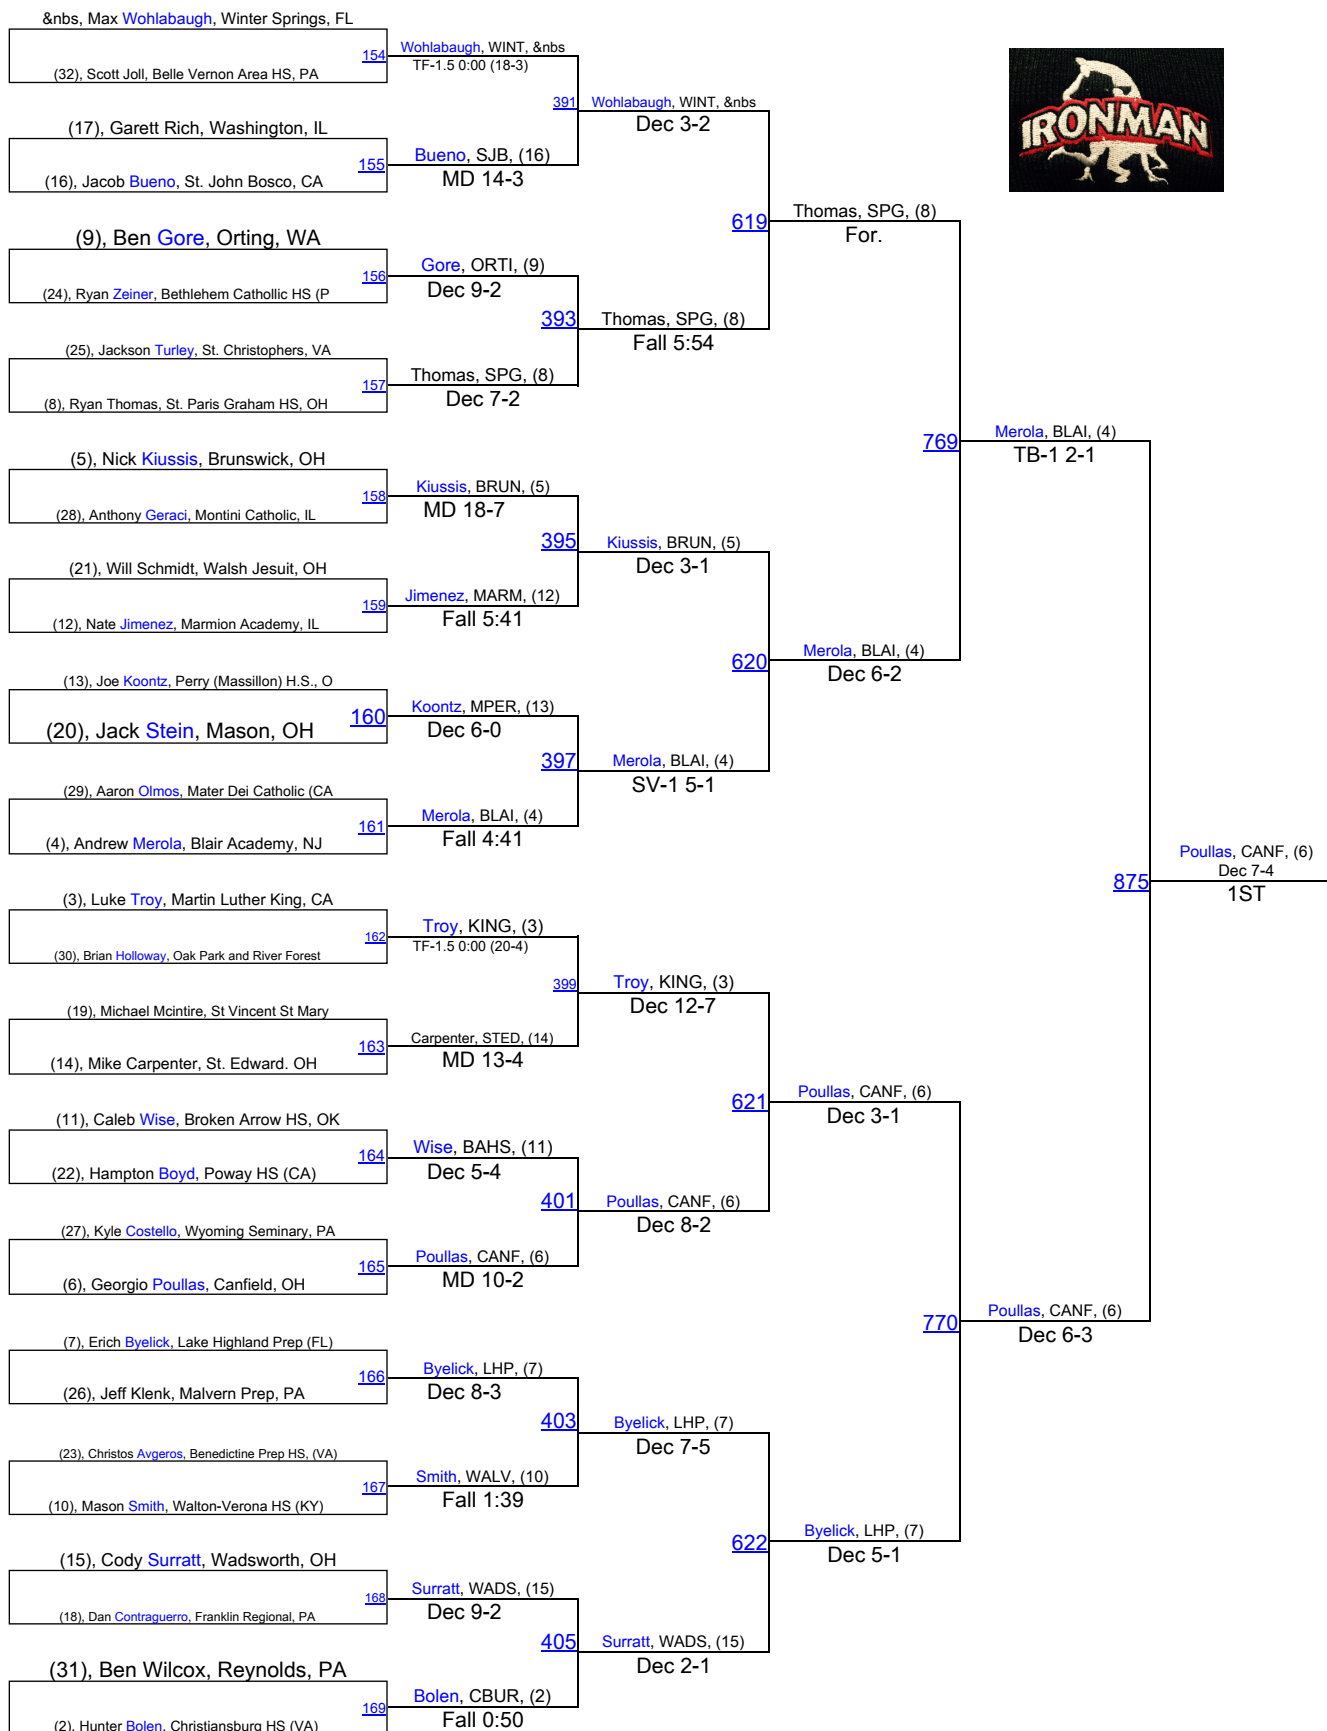 &nbs, Max Wohlabaugh, Winter Springs, FL
154
(32), Scott Joll, Belle Vernon Area HS, PA
Wohlabaugh, WINT, &nbs
TF-1.5 0:00 (18-3)
391
Wohlabaugh, WINT, &nbs
Dec 3-2
(17), Garett Rich, Washington, IL
155
(16), Jacob Bueno, St. John Bosco, CA
Bueno, SJB, (16)
MD 14-3
IRONMAN
619
Thomas, SPG, (8)
For.
(9), Ben Gore, Orting, WA
156
(24), Ryan Zeiner, Bethlehem Cathollic HS (P
Gore, ORTI, (9)
Dec 9-2
393
Thomas, SPG, (8)
Fall 5:54
(25), Jackson Turley, St. Christophers, VA
157
(8), Ryan Thomas, St. Paris Graham HS, OH
Thomas, SPG, (8)
Dec 7-2
769
Merola, BLAI, (4)
TB-1 2-1
(5), Nick Kiussis, Brunswick, OH
158
(28), Anthony Geraci, Montini Catholic, IL
Kiussis, BRUN, (5)
MD 18-7
395
Kiussis, BRUN, (5)
Dec 3-1
(21), Will Schmidt, Walsh Jesuit, OH
159
(12), Nate Jimenez, Marmion Academy, IL
Jimenez, MARM, (12)
Fall 5:41
620
Merola, BLAI, (4)
Dec 6-2
(13), Joe Koontz, Perry (Massillon) H.S., O
160
(20), Jack Stein, Mason, OH
Koontz, MPER, (13)
Dec 6-0
397
Merola, BLAI, (4)
SV-1 5-1
(29), Aaron Olmos, Mater Dei Catholic (CA
161
(4), Andrew Merola, Blair Academy, NJ
Merola, BLAI, (4)
Fall 4:41
875
Poullas, CANF, (6)
Dec 7-4
1ST
(3), Luke Troy, Martin Luther King, CA
162
(30), Brian Holloway, Oak Park and River Forest
Troy, KING, (3)
TF-1.5 0:00 (20-4)
399
Troy, KING, (3)
Dec 12-7
(19), Michael Mcintire, St Vincent St Mary
163
(14), Mike Carpenter, St. Edward. OH
Carpenter, STED, (14)
MD 13-4
621
Poullas, CANF, (6)
Dec 3-1
(11), Caleb Wise, Broken Arrow HS, OK
164
(22), Hampton Boyd, Poway HS (CA)
Wise, BAHS, (11)
Dec 5-4
401
Poullas, CANF, (6)
Dec 8-2
(27), Kyle Costello, Wyoming Seminary, PA
165
(6), Georgio Poullas, Canfield, OH
Poullas, CANF, (6)
MD 10-2
770
Poullas, CANF, (6)
Dec 6-3
(7), Erich Byelick, Lake Highland Prep (FL)
166
(26), Jeff Klenk, Malvern Prep, PA
Byelick, LHP, (7)
Dec 8-3
403
Byelick, LHP, (7)
Dec 7-5
(23), Christos Avgeros, Benedictine Prep HS, (VA)
167
(10), Mason Smith, Walton-Verona HS (KY)
Smith, WALV, (10)
Fall 1:39
622
Byelick, LHP, (7)
Dec 5-1
(15), Cody Surratt, Wadsworth, OH
168
(18), Dan Contraguerro, Franklin Regional, PA
Surratt, WADS, (15)
Dec 9-2
405
Surratt, WADS, (15)
Dec 2-1
(31), Ben Wilcox, Reynolds, PA
169
(2), Hunter Bolen, Christiansburg HS (VA)
Bolen, CBUR, (2)
Fall 0:50